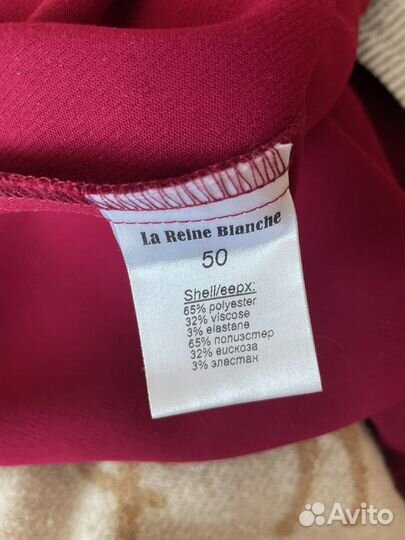 La Reine Blanche
50
Shell/верх:
65% polyester
32% viscose
3% elastane
65% полиэстер
32% вискоза
3% эластан
Avito